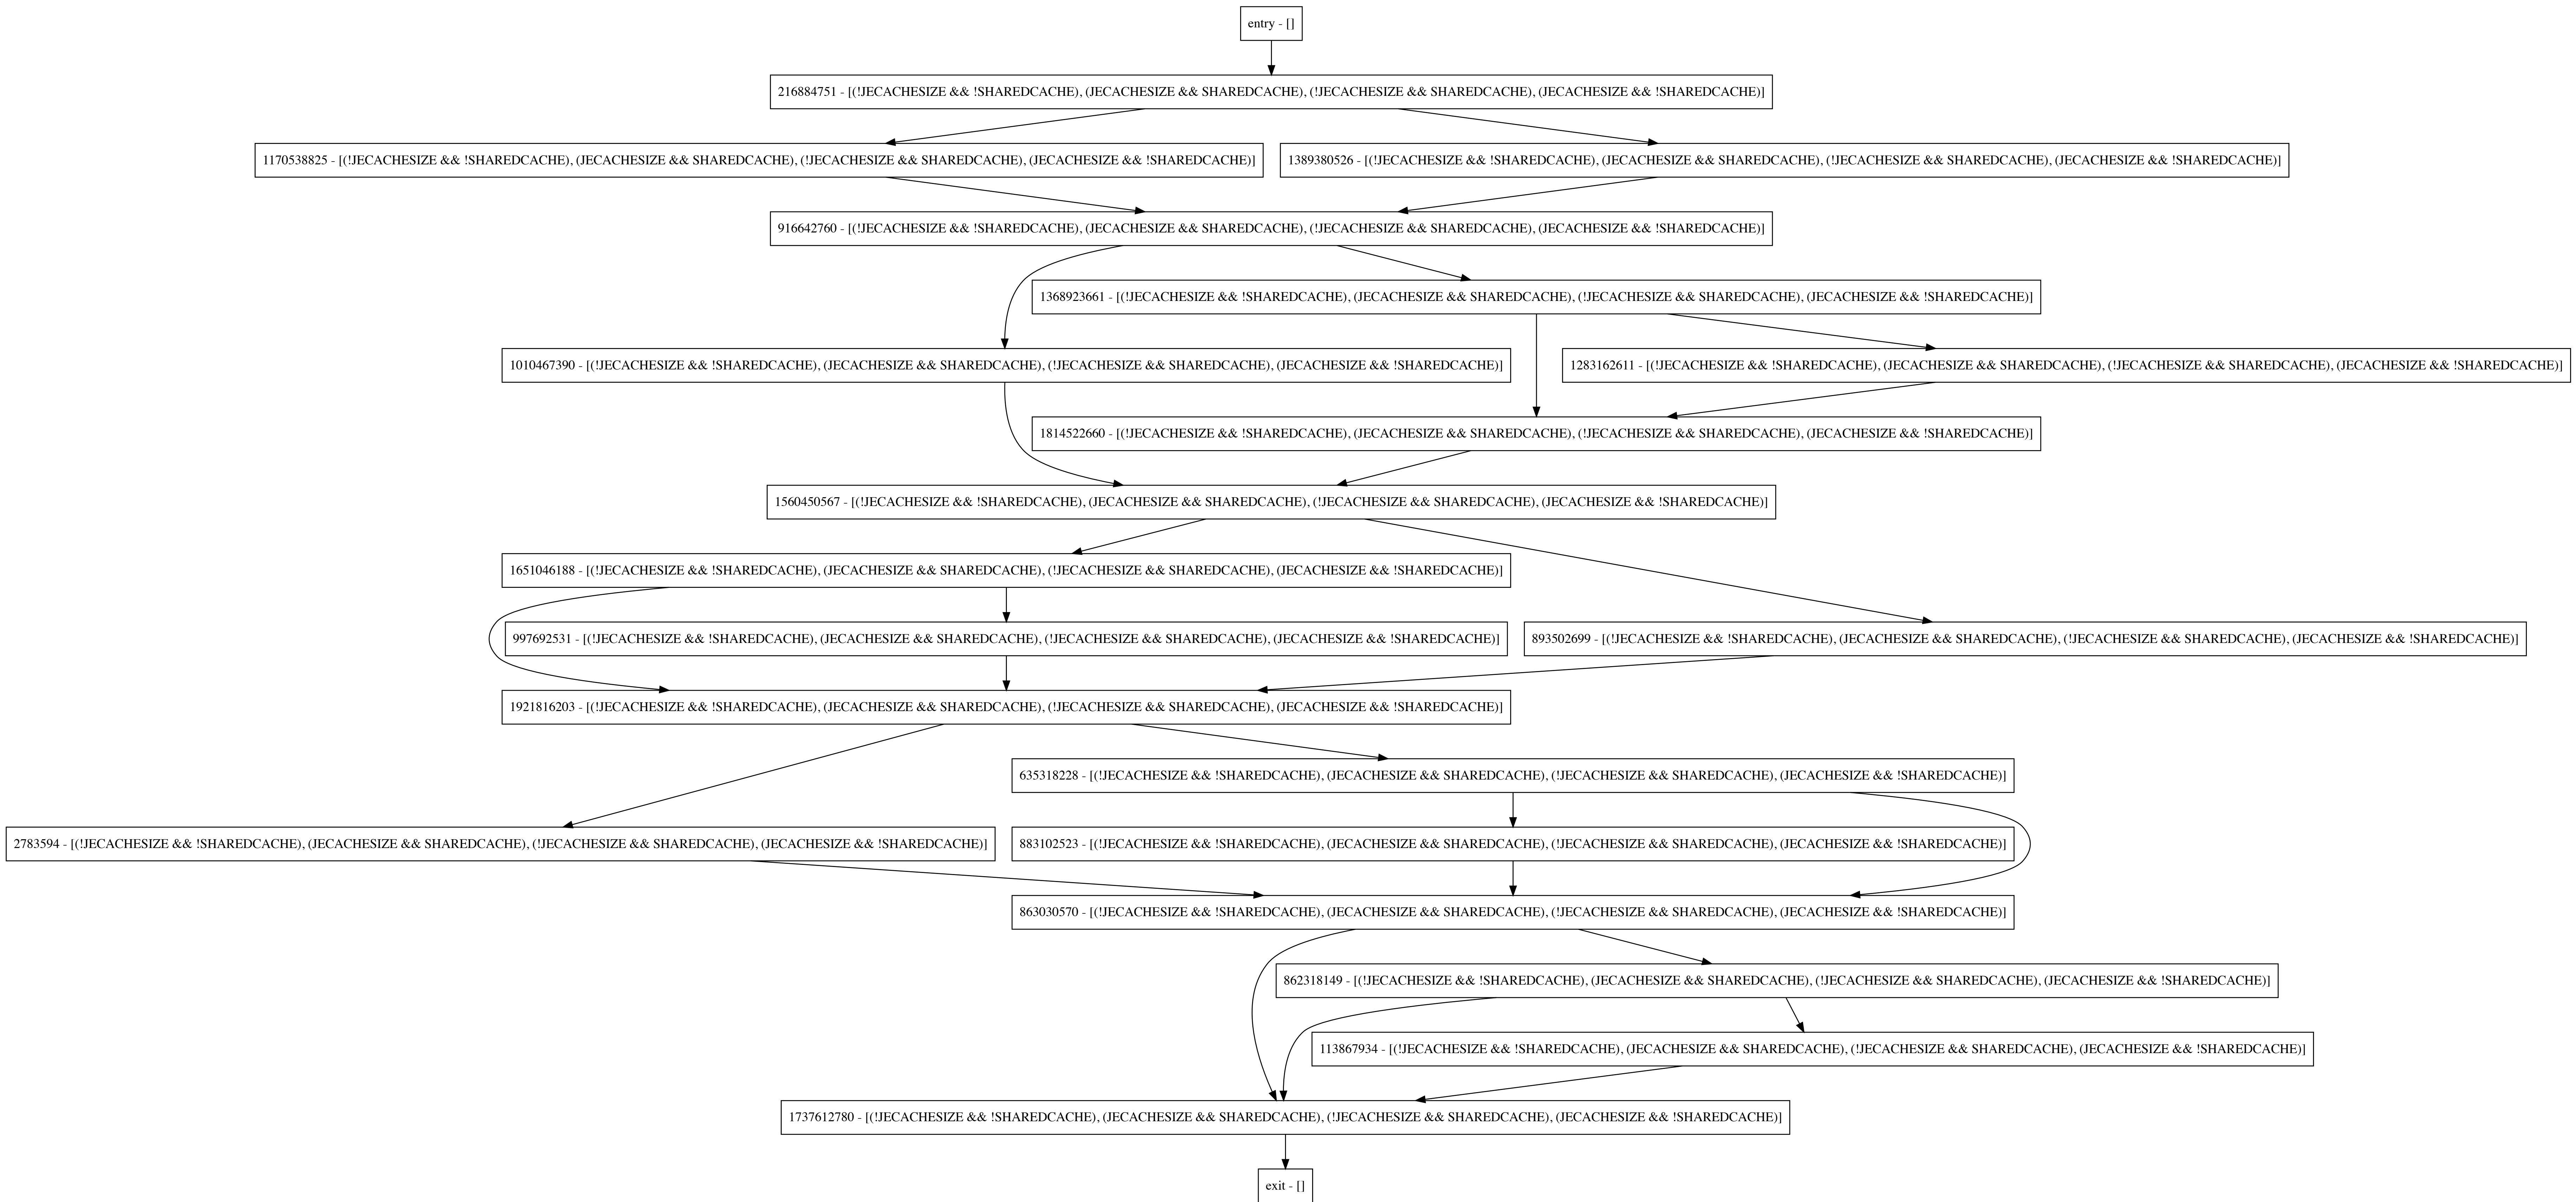 entry - []
216884751 - [(!JECACHESIZE && !SHAREDCACHE), (JECACHESIZE && SHAREDCACHE), (!JECACHESIZE && SHAREDCACHE), (JECACHESIZE && !SHAREDCACHE)]
1170538825 - [(!JECACHESIZE && !SHAREDCACHE), (JECACHESIZE && SHAREDCACHE), (!JECACHESIZE && SHAREDCACHE), (JECACHESIZE && !SHAREDCACHE)]
1389380526 - [(!JECACHESIZE && !SHAREDCACHE), (JECACHESIZE && SHAREDCACHE), (!JECACHESIZE && SHAREDCACHE), (JECACHESIZE && !SHAREDCACHE)]
916642760 - [(!JECACHESIZE && !SHAREDCACHE), (JECACHESIZE && SHAREDCACHE), (!JECACHESIZE && SHAREDCACHE), (JECACHESIZE && !SHAREDCACHE)]
1368923661 - [(!JECACHESIZE && !SHAREDCACHE), (JECACHESIZE && SHAREDCACHE), (!JECACHESIZE && SHAREDCACHE), (JECACHESIZE && !SHAREDCACHE)]
1010467390 - [(!JECACHESIZE && !SHAREDCACHE), (JECACHESIZE && SHAREDCACHE), (!JECACHESIZE && SHAREDCACHE), (JECACHESIZE && !SHAREDCACHE)]
1283162611 - [(!JECACHESIZE && !SHAREDCACHE), (JECACHESIZE && SHAREDCACHE), (!JECACHESIZE && SHAREDCACHE), (JECACHESIZE && !SHAREDCACHE)]
1814522660 - [(!JECACHESIZE && !SHAREDCACHE), (JECACHESIZE && SHAREDCACHE), (!JECACHESIZE && SHAREDCACHE), (JECACHESIZE && !SHAREDCACHE)]
1560450567 - [(!JECACHESIZE && !SHAREDCACHE), (JECACHESIZE && SHAREDCACHE), (!JECACHESIZE && SHAREDCACHE), (JECACHESIZE && !SHAREDCACHE)]
1651046188 - [(!JECACHESIZE && !SHAREDCACHE), (JECACHESIZE && SHAREDCACHE), (!JECACHESIZE && SHAREDCACHE), (JECACHESIZE && !SHAREDCACHE)]
997692531 - [(!JECACHESIZE && !SHAREDCACHE), (JECACHESIZE && SHAREDCACHE), (!JECACHESIZE && SHAREDCACHE), (JECACHESIZE && !SHAREDCACHE)]
893502699 - [(!JECACHESIZE && !SHAREDCACHE), (JECACHESIZE && SHAREDCACHE), (!JECACHESIZE && SHAREDCACHE), (JECACHESIZE && !SHAREDCACHE)]
1921816203 - [(!JECACHESIZE && !SHAREDCACHE), (JECACHESIZE && SHAREDCACHE), (!JECACHESIZE && SHAREDCACHE), (JECACHESIZE && !SHAREDCACHE)]
635318228 - [(!JECACHESIZE && !SHAREDCACHE), (JECACHESIZE && SHAREDCACHE), (!JECACHESIZE && SHAREDCACHE), (JECACHESIZE && !SHAREDCACHE)]
2783594 - [(!JECACHESIZE && !SHAREDCACHE), (JECACHESIZE && SHAREDCACHE), (!JECACHESIZE && SHAREDCACHE), (JECACHESIZE && !SHAREDCACHE)]
883102523 - [(!JECACHESIZE && !SHAREDCACHE), (JECACHESIZE && SHAREDCACHE), (!JECACHESIZE && SHAREDCACHE), (JECACHESIZE && !SHAREDCACHE)]
863030570 - [(!JECACHESIZE && !SHAREDCACHE), (JECACHESIZE && SHAREDCACHE), (!JECACHESIZE && SHAREDCACHE), (JECACHESIZE && !SHAREDCACHE)]
862318149 - [(!JECACHESIZE && !SHAREDCACHE), (JECACHESIZE && SHAREDCACHE), (!JECACHESIZE && SHAREDCACHE), (JECACHESIZE && !SHAREDCACHE)]
113867934 - [(!JECACHESIZE && !SHAREDCACHE), (JECACHESIZE && SHAREDCACHE), (!JECACHESIZE && SHAREDCACHE), (JECACHESIZE && !SHAREDCACHE)]
1737612780 - [(!JECACHESIZE && !SHAREDCACHE), (JECACHESIZE && SHAREDCACHE), (!JECACHESIZE && SHAREDCACHE), (JECACHESIZE && !SHAREDCACHE)]
exit - []